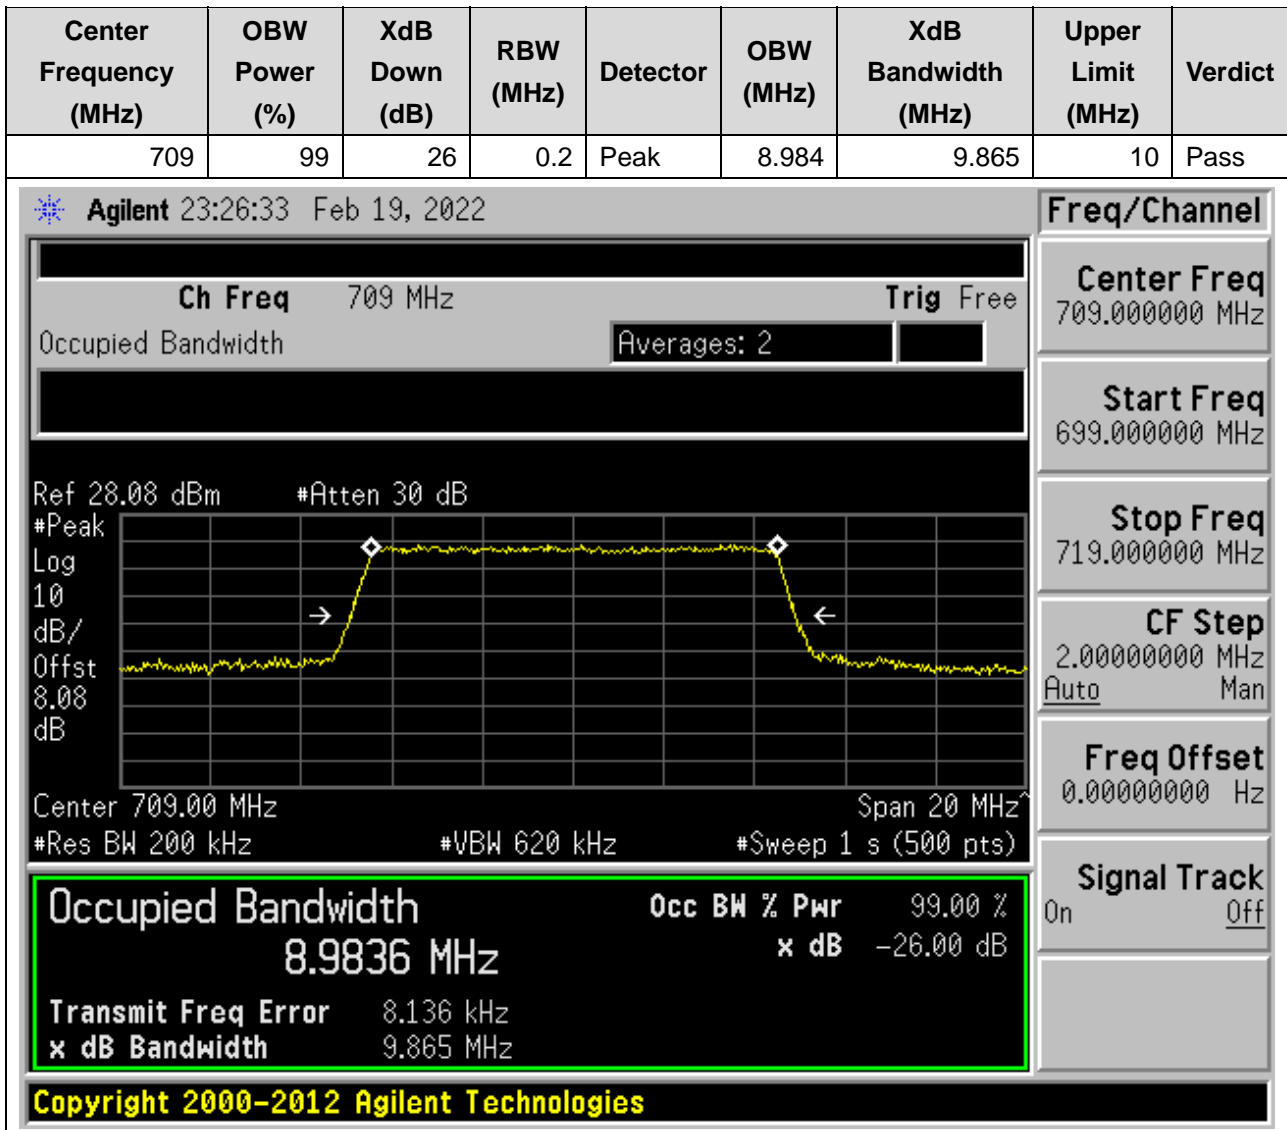 Center Frequency (MHz) OBW Power (%) XdB Down (dB) RBW (MHz) Detector OBW (MHz) XdB Bandwidth (MHz) Upper Limit (MHz) Verdict
709 99 26 0.2 Peak 8.984 9.865 10 Pass
Agilent 23:26:33 Feb 19, 2022
Ch Freq 709 MHz Trig Free
Occupied Bandwidth Averages: 2
Ref 28.08 dBm #Atten 30 dB
#Peak
Log
10
dB/
Offst
8.08
dB
Center 709.00 MHz Span 20 MHz^
#Res BW 200 kHz #VBW 620 kHz #Sweep 1 s (500 pts)
Occupied Bandwidth Occ BW % Pwr 99.00 %
8.9836 MHz x dB -26.00 dB
Transmit Freq Error 8.136 kHz
x dB Bandwidth 9.865 MHz
Copyright 2000-2012 Agilent Technologies
Freq/Channel
Center Freq
709.000000 MHz
Start Freq
699.000000 MHz
Stop Freq
719.000000 MHz
CF Step
2.00000000 MHz
Auto Man
Freq Offset
0.00000000 Hz
Signal Track
On Off